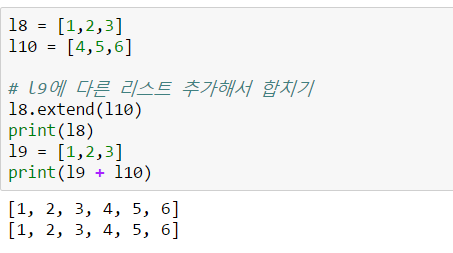 l8 = [1,2,3]
l10 = [4,5,6]
# l9에 다른 리스트 추가해서 합치기
l8.extend(l10)
print(l8)
l9 = [1,2,3]
print(l9 + l10)
[1, 2, 3, 4, 5, 6]
[1, 2, 3, 4, 5, 6]